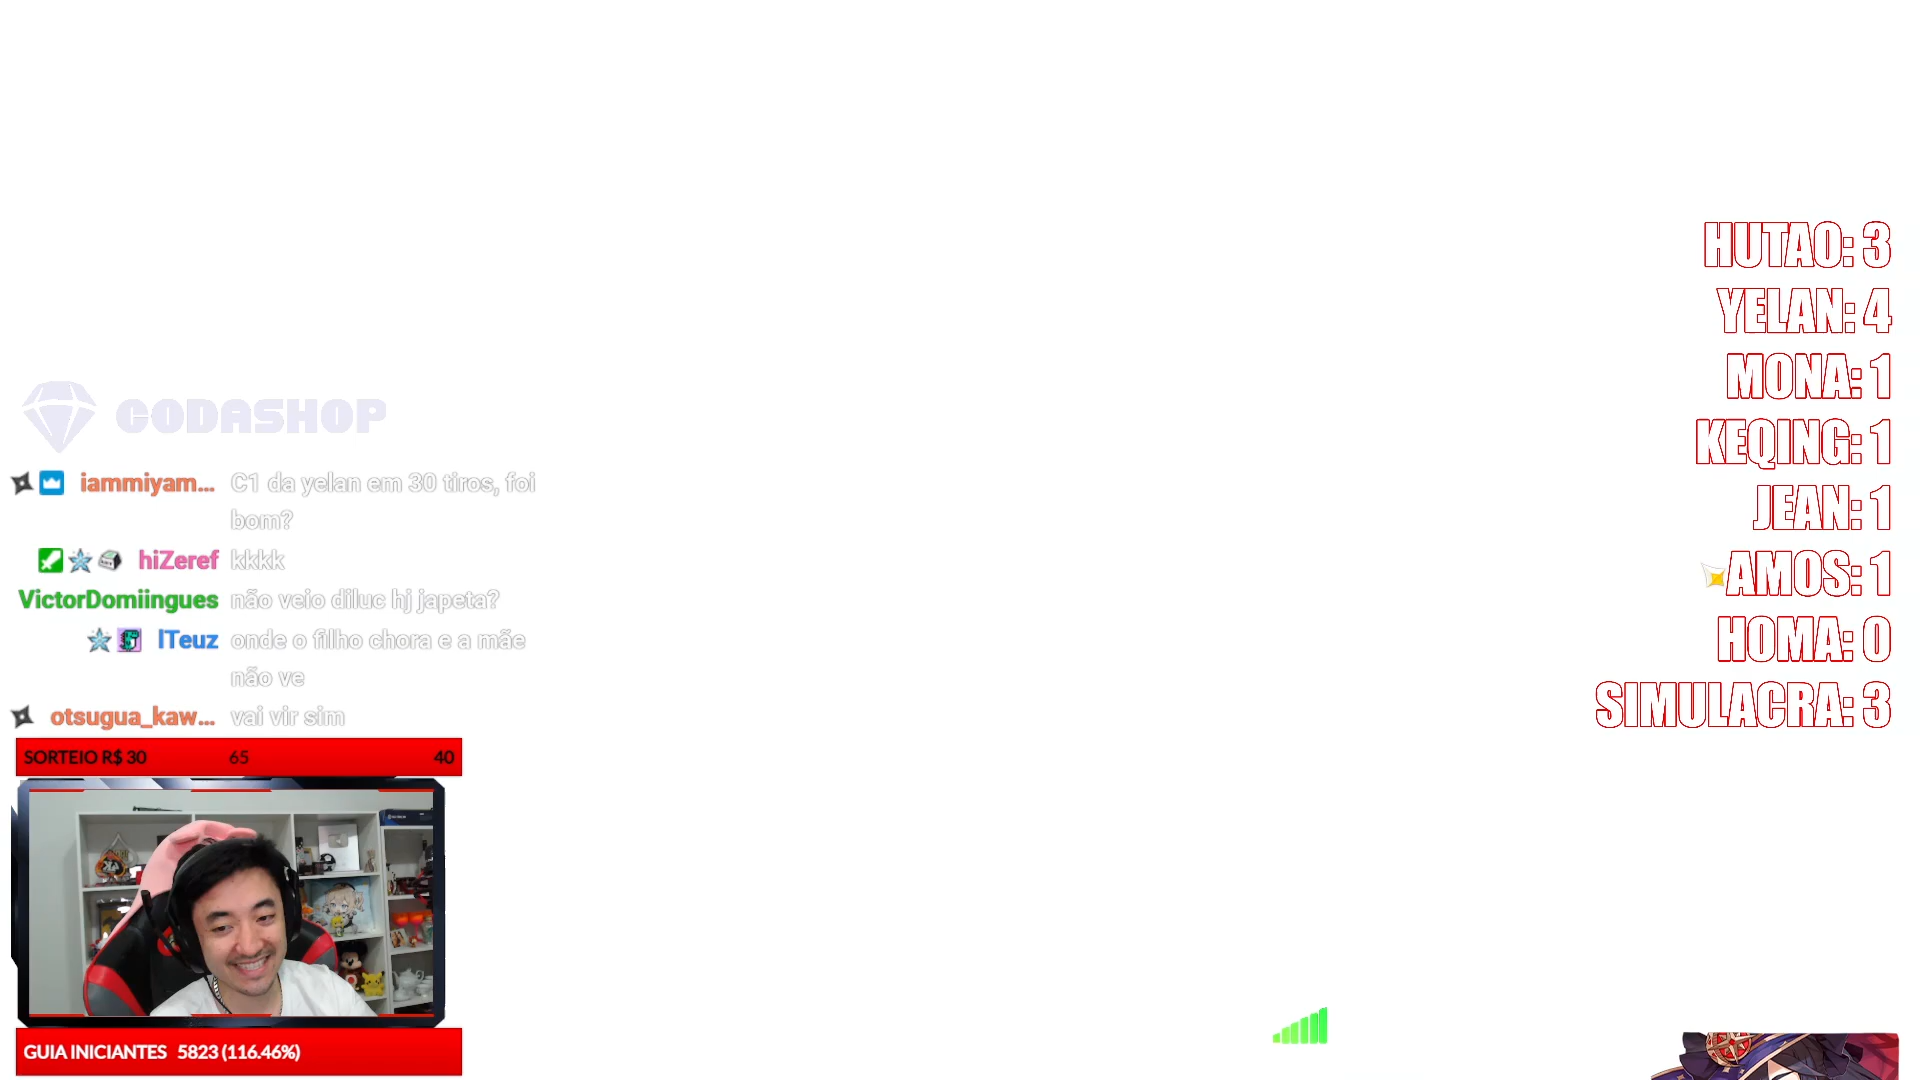 HUTAO: 3
YELAN: 4
MONA: 1
KEQING: 1
JEAN: 1
AMOS: 1
HOMA: 0
SIMULACRA: 3
CODASHOP
iammiyam... C1 da yelan em 30 tiros, foi
bom?
hiZeref kkkk
VictorDomiingues não veio diluc hj japeta?
lTeuz onde o filho chora e a mãe
não ve
otsugua_kaw... vai vir sim
SORTEIO R$ 30 65 40
GUIA INICIANTES 5823 (116.46%)